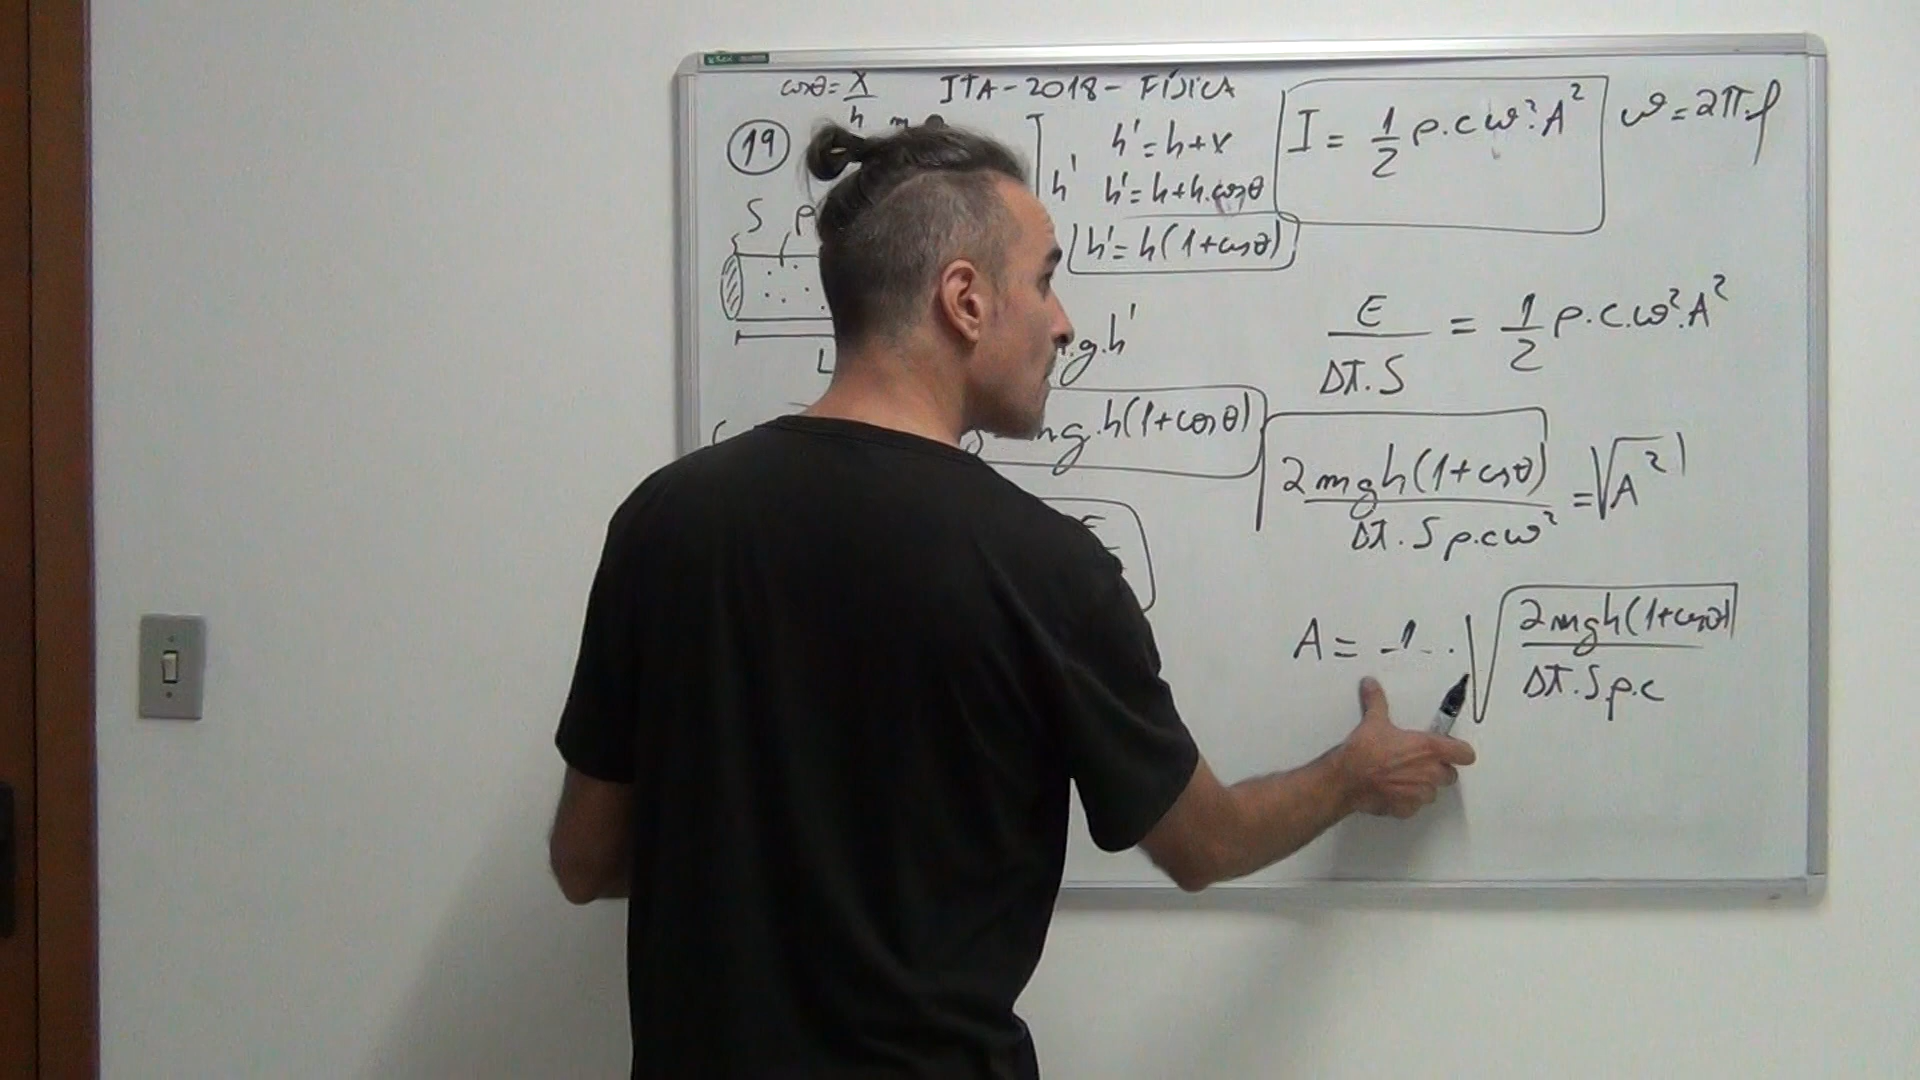 cosθ = x/h ITA - 2018 - FÍSICA
19
m
h' = h + x
h'
h' = h + h.cosθ
h' = h(1+cosθ)
I = 1/2 ρ.c ω².A²
ω = 2π.f
S ρ
L
.g.h'
mg.h(1+cosθ)
E
E/Δt.S = 1/2 ρ.c.ω².A²
2mgh(1+cosθ)/Δt.S ρ.cω² = √A²
A = 1 . √2mgh(1+cosθ)/Δt.S ρ.c